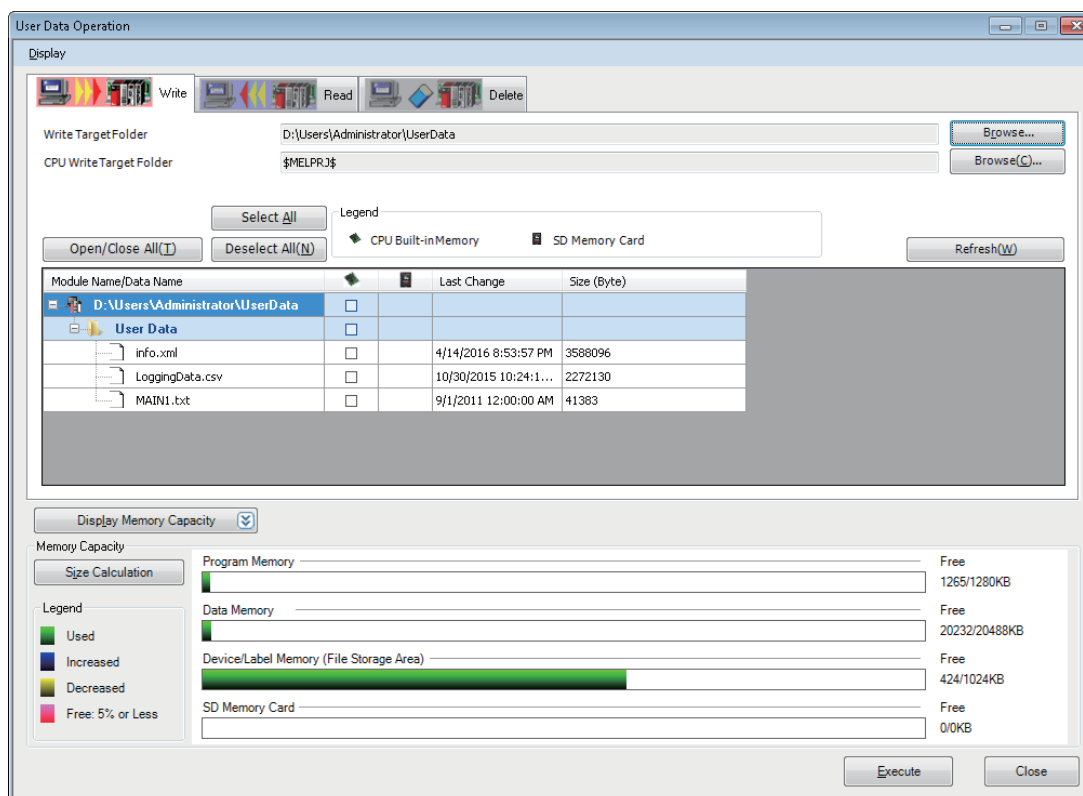 User Data Operation
Display
Write Read Delete
Write TargetFolder D:\Users\Administrator\UserData Browse...
CPU WriteTarget Folder $MELPRJ$ Browse(C)...
Select All
Legend
CPU Built-inMemory SD Memory Card
Open/Close All(T) Deselect All(N) Refresh(W)
Module Name/Data Name Last Change Size (Byte)
D:\Users\Administrator\UserData
User Data
info.xml 4/14/2016 8:53:57 PM 3588096
LoggingData.csv 10/30/2015 10:24:1... 2272130
MAIN1.txt 9/1/2011 12:00:00 AM 41383
Display Memory Capacity
Memory Capacity
Size Calculation
Legend
Used
Increased
Decreased
Free: 5% or Less
Program Memory Free
1265/1280KB
Data Memory Free
20232/20488KB
Device/Label Memory (File Storage Area) Free
424/1024KB
SD Memory Card Free
0/0KB
Execute Close